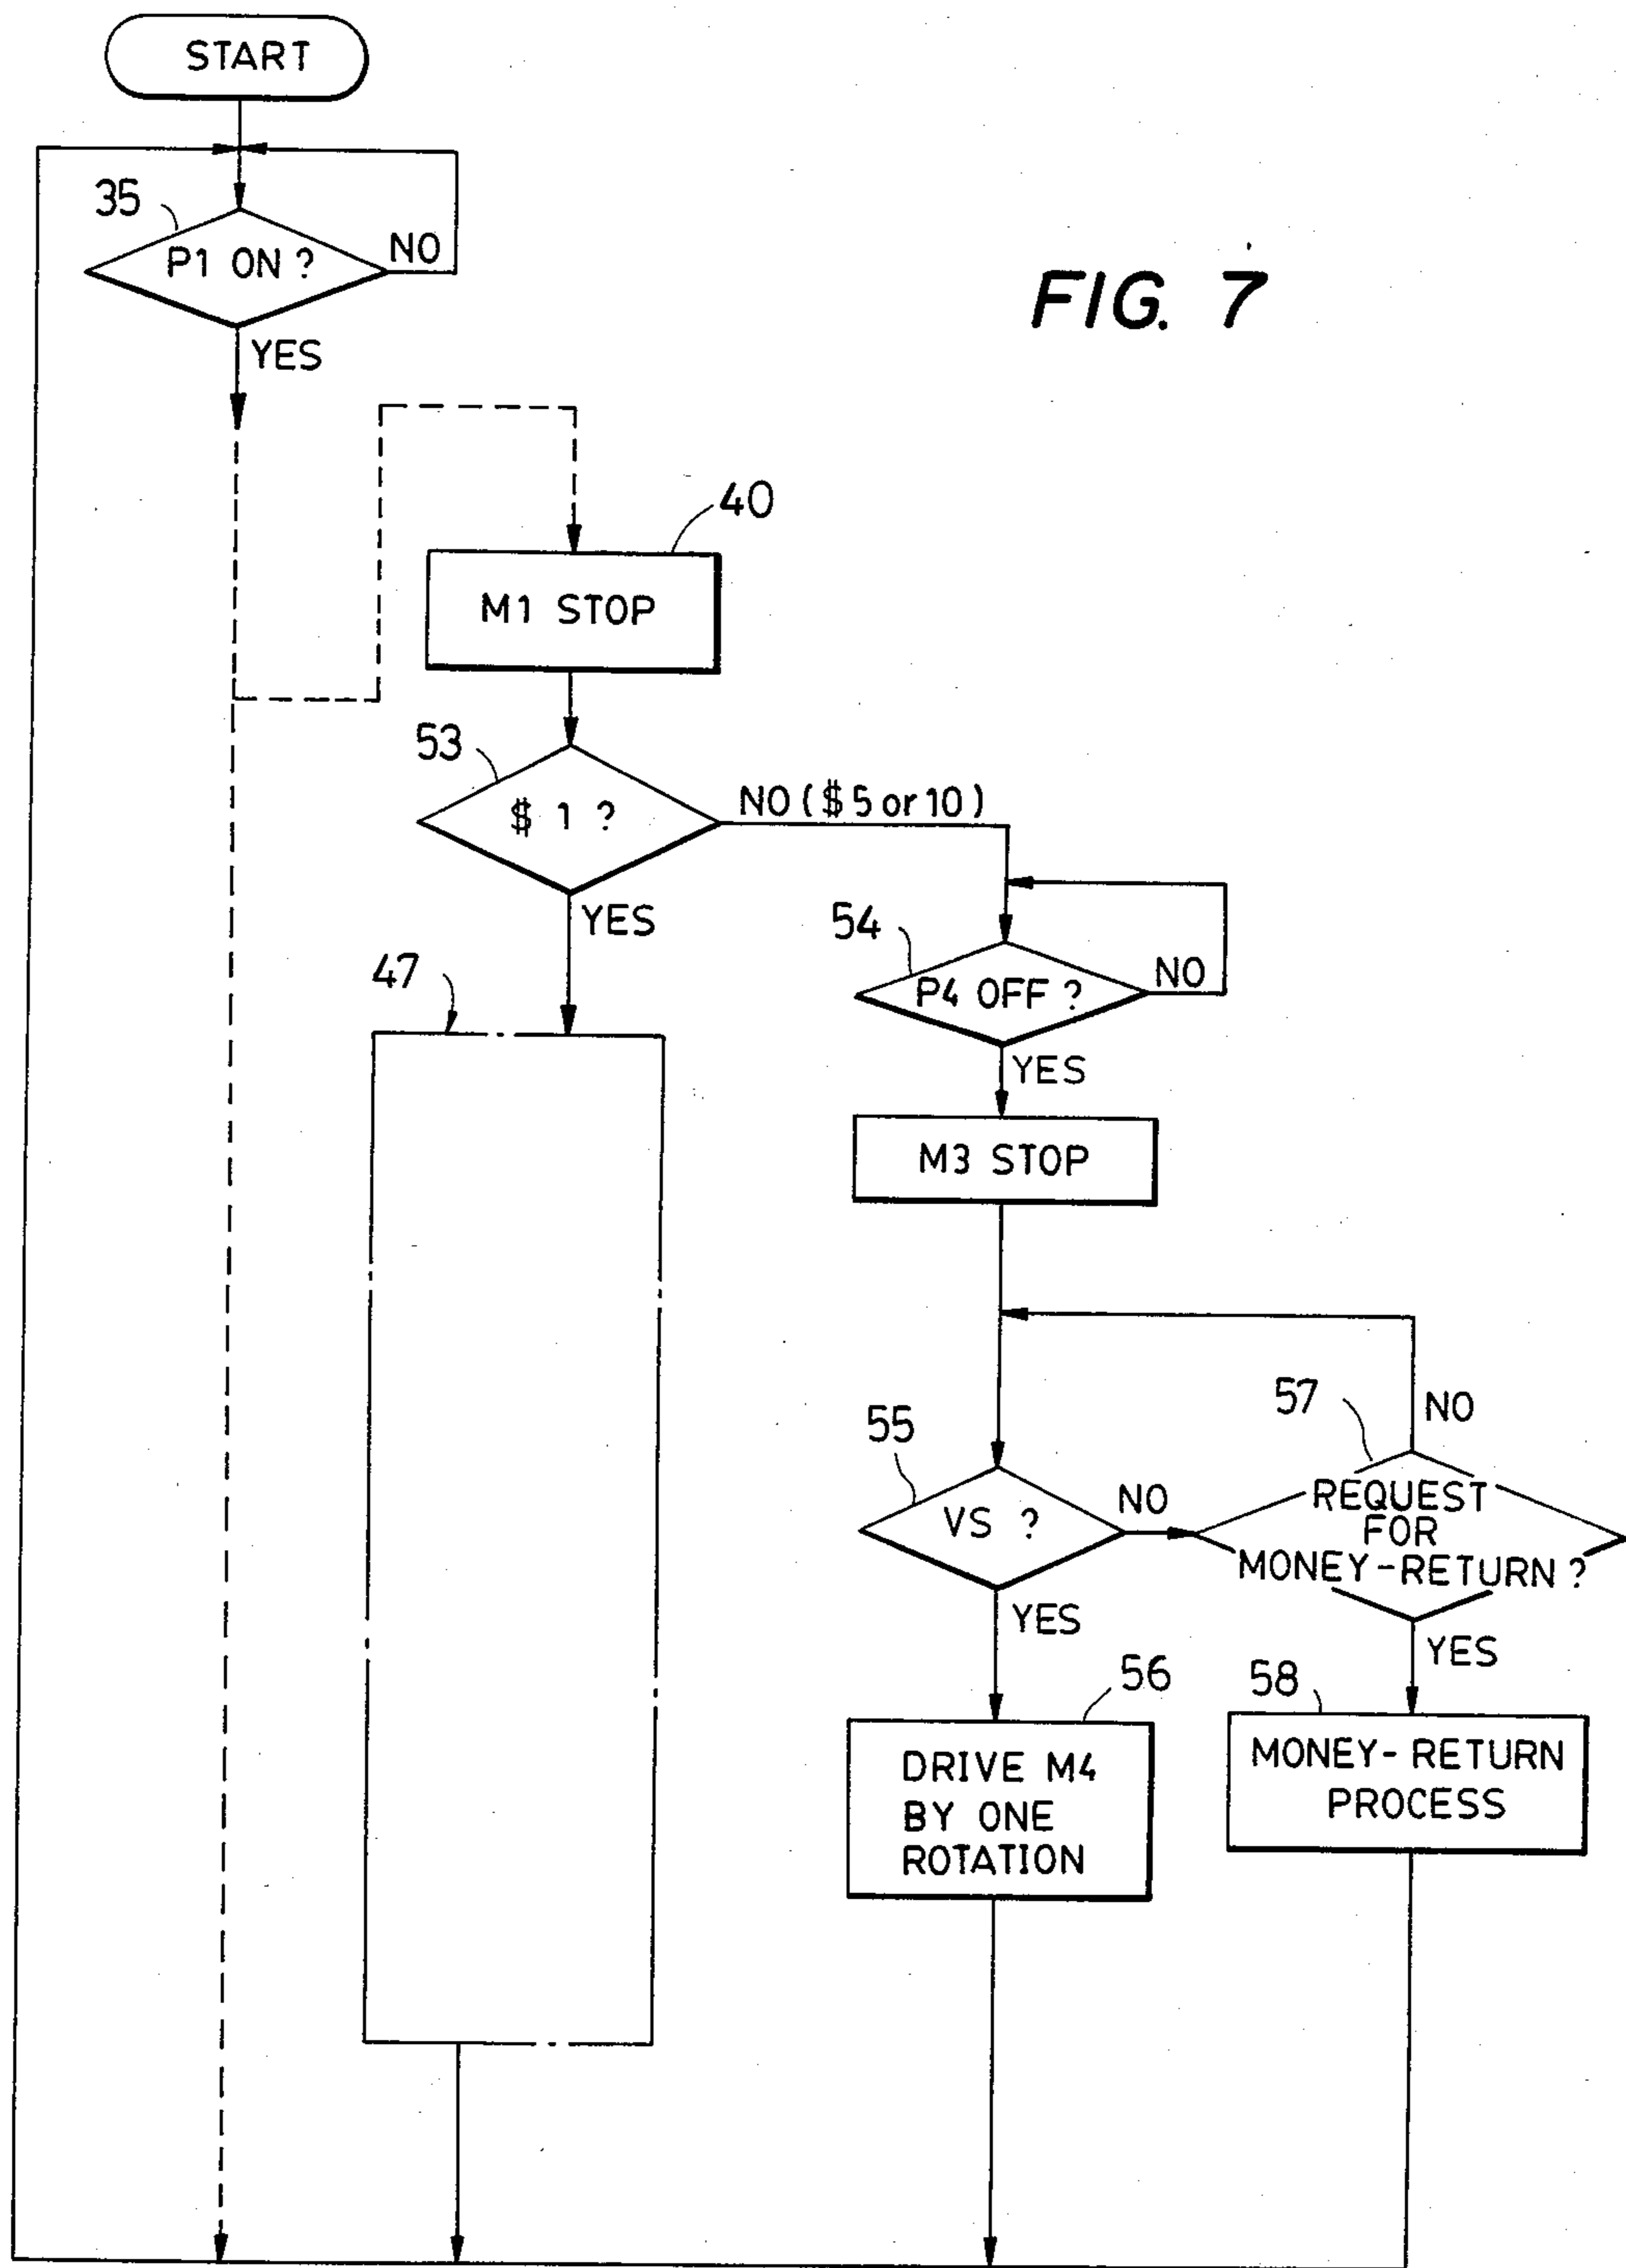 START
35
P1 ON ?
NO
FIG. 7
YES
40
M1 STOP
53
$ 1 ?
NO ($ 5 or 10)
YES
54
P4 OFF ?
NO
47
YES
M3 STOP
57
NO
55
VS ?
NO
REQUEST
FOR
MONEY-RETURN ?
YES
YES
56
58
DRIVE M4
BY ONE
ROTATION
MONEY-RETURN
PROCESS